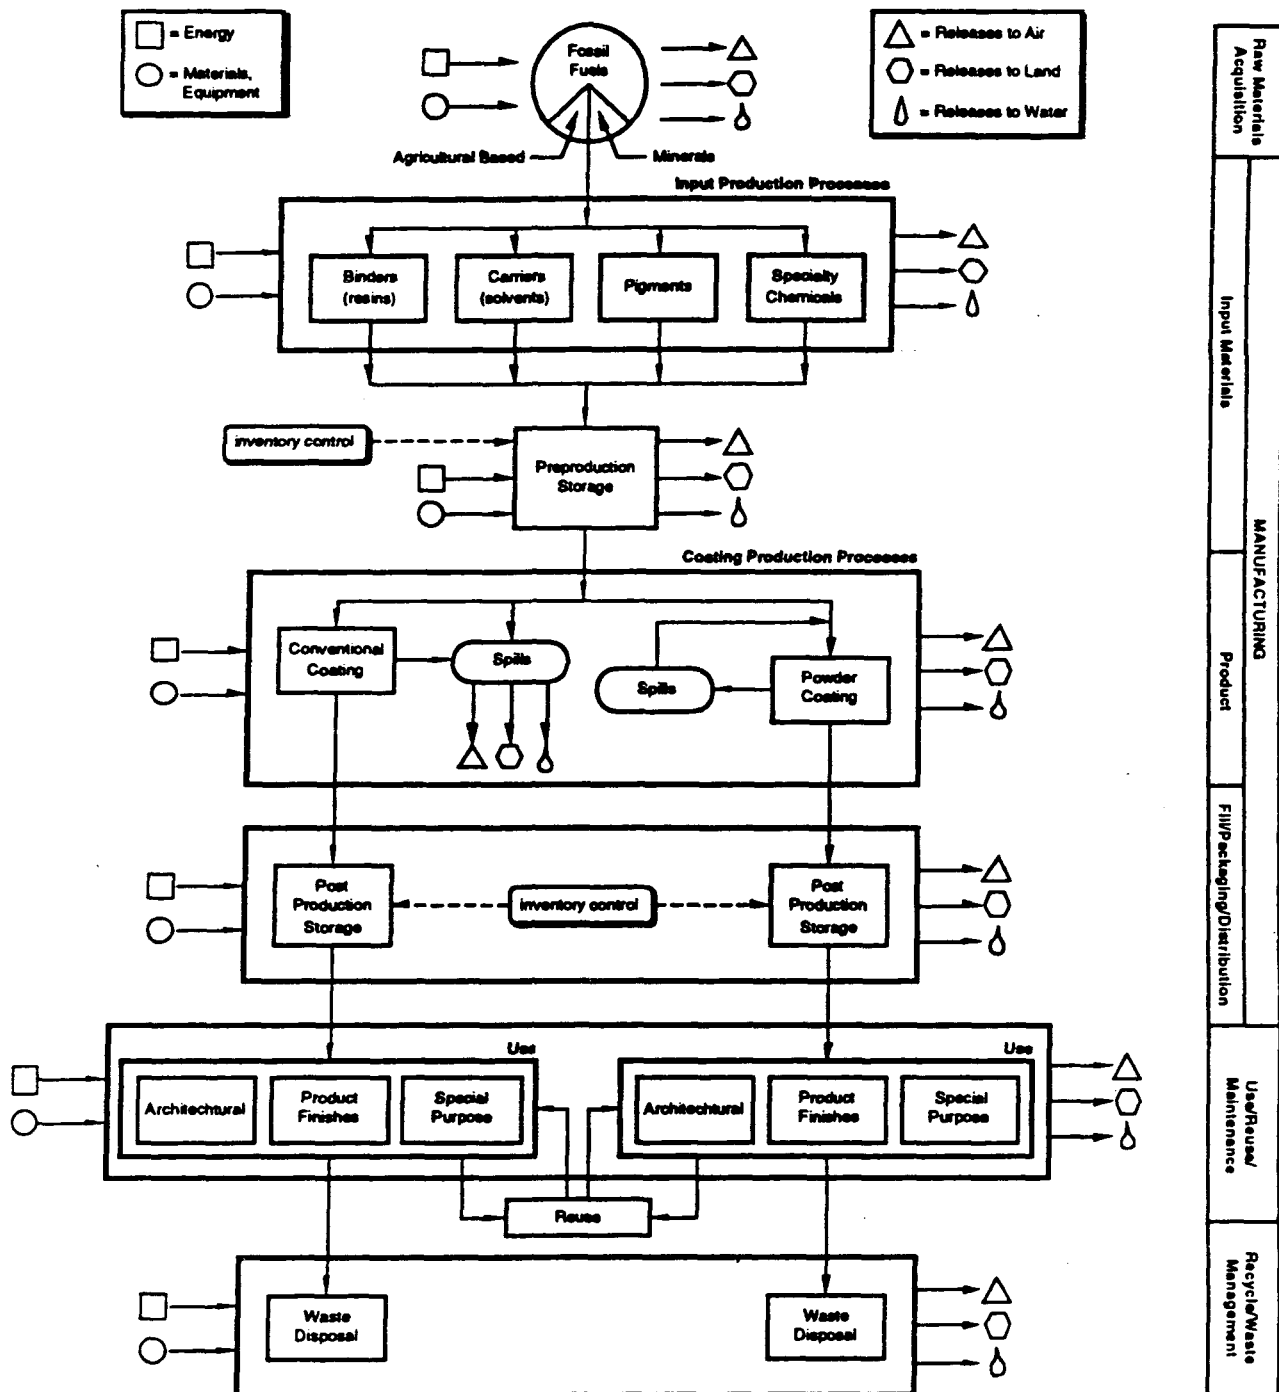 = Energy
= Materials,
Equipment
Fossil
Fuels
= Releases to Air
= Releases to Land
= Releases to Water
Agricultural Based
Minerals
Input Production Processes
Binders
(resins)
Carriers
(solvents)
Pigments
Specialty
Chemicals
inventory control
Preproduction
Storage
Coating Production Processes
Conventional
Coating
Spills
Spills
Powder
Coating
Post
Production
Storage
inventory control
Post
Production
Storage
Use
Architechtural
Product
Finishes
Special
Purpose
Use
Architechtural
Product
Finishes
Special
Purpose
Reuse
Waste
Disposal
Waste
Disposal
Raw Materials
Acquisition
Input Materials
MANUFACTURING
Product
Fill/Packaging/Distribution
Use/Reuse/
Maintenence
Recycle/Waste
Management